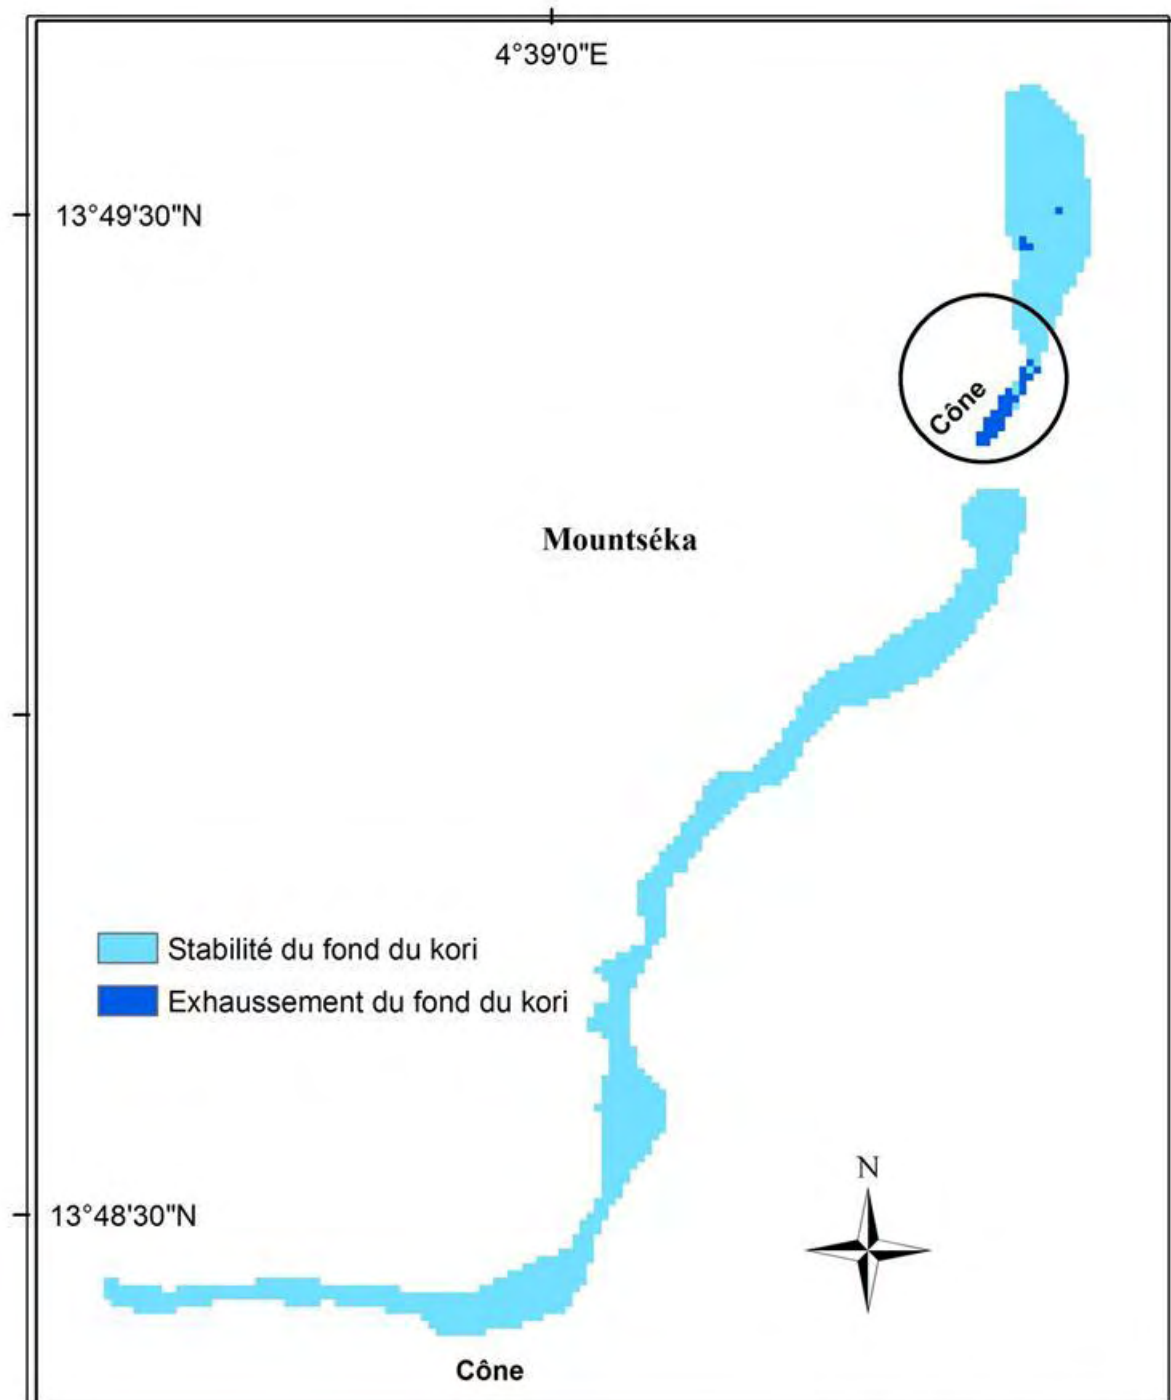 4°39'0"E
13°49'30"N
Cône
Mountséka
Stabilité du fond du kori
Exhaussement du fond du kori
N
13°48'30"N
Cône